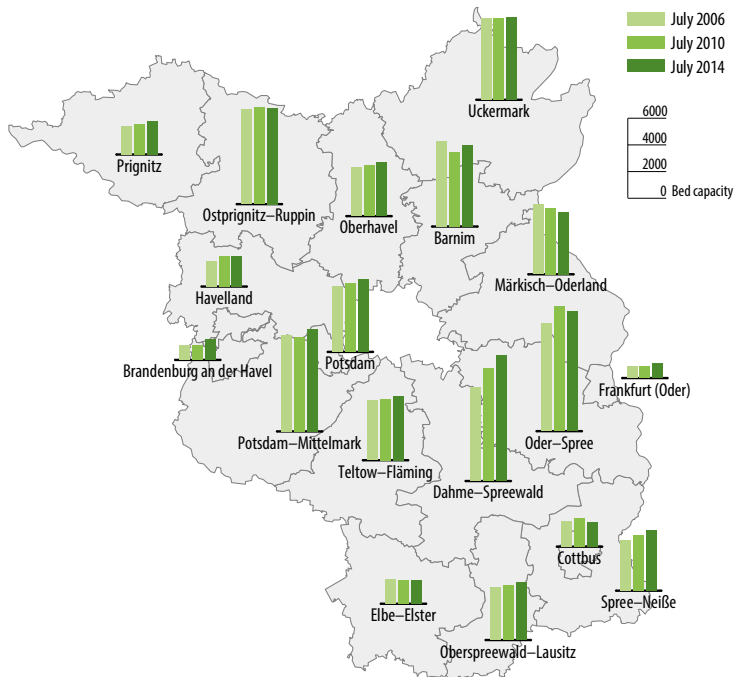 July 2006
July 2010
July 2014
6000
4000
2000
0 Bed capacity
Uckermark
Prignitz
Ostprignitz–Ruppin
Oberhavel
Barnim
Märkisch–Oderland
Havelland
Potsdam
Brandenburg an der Havel
Frankfurt (Oder)
Potsdam–Mittelmark
Oder–Spree
Teltow–Fläming
Dahme–Spreewald
Cottbus
Spree–Neiße
Elbe–Elster
Oberspreewald–Lausitz